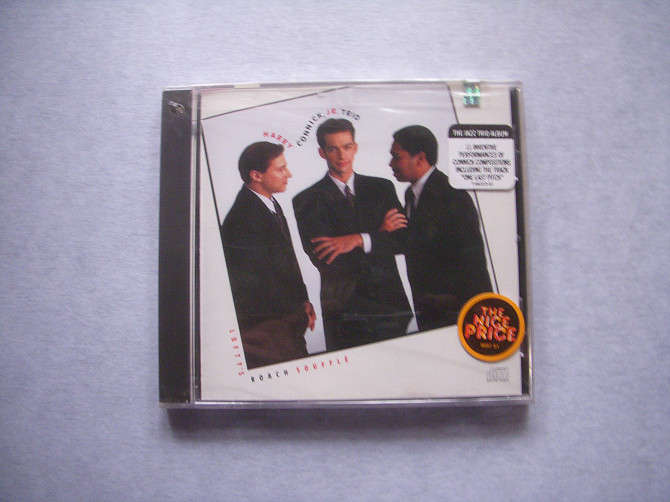 HARRY CONNICK, JR. TRIO
LOFTY'S
ROACH SOUFFLE
THE JAZZ TRIO ALBUM
11 INVENTIVE
PERFORMANCES OF
CONNICK COMPOSITIONS
INCLUDING THE TRACK
"ONE LAST PITCH"
THE
NICE
PRICE